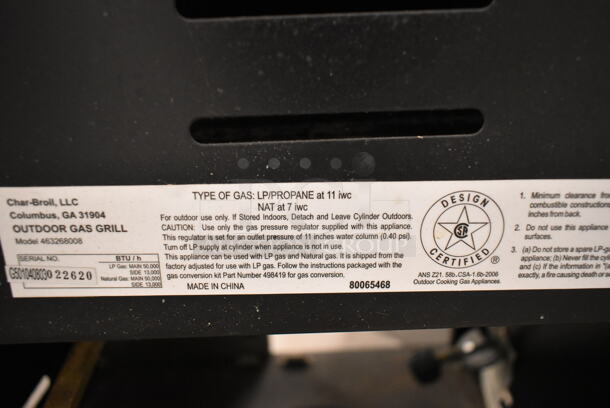 Char-Broil, LLC
Columbus, GA 31904
OUTDOOR GAS GRILL
Model 463268008
SERIAL NO.
BTU / h
LP Gas: MAIN 50,000
SIDE 13,000
Natural Gas: MAIN 50,000
SIDE 13,000
022620
TYPE OF GAS: LP/PROPANE at 11 iwc
NAT at 7 iwc
For outdoor use only. If Stored Indoors, Detach and Leave Cylinder Outdoors.
CAUTION: Use only the gas pressure regulator supplied with this appliance.
This regulator is set for an outlet pressure of 11 inches water column (0.40 psi).
Turn off LP supply at cylinder when appliance is not in use.
This appliance can be used with LP gas and Natural gas. It is shipped from the
factory adjusted for use with LP gas. Follow the instructions packaged with the
gas conversion kit Part Number 4984619 for gas conversion.
MADE IN CHINA
80065468
DESIGN
CERTIFIED
ANS Z21. 58b.CSA-1.6b-2006
Outdoor Cooking Gas Appliances.
1. Minimum clearance from
combustible constructions
inches from back.
2. Do not use this appliance
surfaces.
3. (a) Do not store a spare LP-ga
appliance; (b) Never fill the cyl
and (c) If the information in
exactly, a fire causing death or se